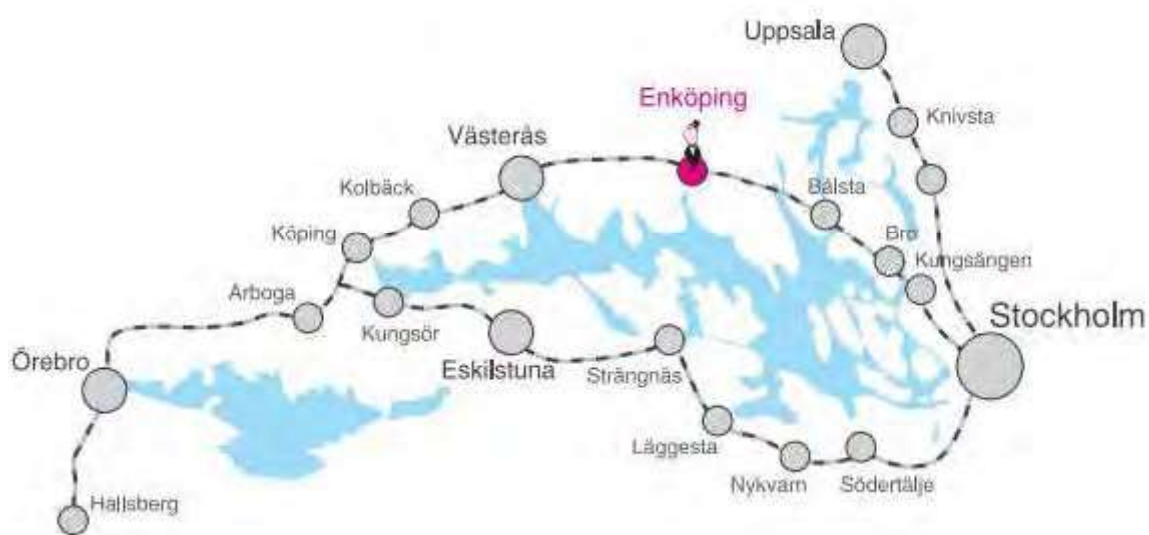 Uppsala
Enköping
Knivsta
Västerås
Kolbäck
Bålsta
Köping
Bro
Kungsängen
Arboga
Stockholm
Kungsör
Örebro
Eskilstuna
Strängnäs
Läggesta
Nykvarn
Södertälje
Hallsberg